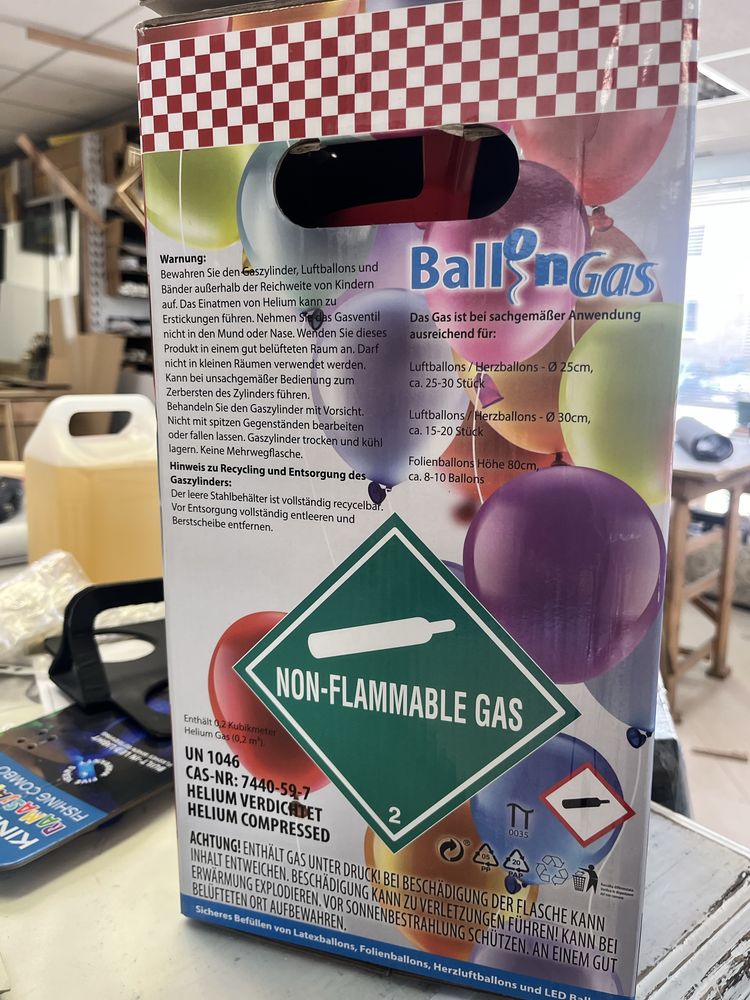 Warnung:
Bewahren Sie den Gaszylinder, Luftballons und
Bänder außerhalb der Reichweite von Kindern
auf. Das Einatmen von Helium kann zu
Erstickungen führen. Nehmen Sie das Gasventil
nicht in den Mund oder Nase. Wenden Sie dieses
Produkt in einem gut belüfteten Raum an. Darf
nicht in kleinen Räumen verwendet werden.
Kann bei unsachgemäßer Bedienung zum
Zerbersten des Zylinders führen.
Behandeln Sie den Gaszylinder mit Vorsicht.
Nicht mit spitzen Gegenständen bearbeiten
oder fallen lassen. Gaszylinder trocken und kühl
lagern. Keine Mehrwegflasche.
Hinweis zu Recycling und Entsorgung des
Gaszylinders:
Der leere Stahlbehälter ist vollständig recycelbar.
Vor Entsorgung vollständig entleeren und
Berstscheibe entfernen.
BallonGas
Das Gas ist bei sachgemäßer Anwendung
ausreichend für:
Luftballons / Herzballons - Ø 25cm,
ca. 25-30 Stück
Luftballons / Herzballons - Ø 30cm,
ca. 15-20 Stück
Folienballons Höhe 80cm,
ca. 8-10 Ballons
NON-FLAMMABLE GAS
2
Enthält 0,2 Kubikmeter
Helium Gas (0,2 m³).
UN 1046
CAS-NR: 7440-59-7
HELIUM VERDICHTET
HELIUM COMPRESSED
π
0035
05
PP
20
PAP
ACHTUNG! ENTHÄLT GAS UNTER DRUCK! BEI BESCHÄDIGUNG DER FLASCHE KANN
INHALT ENTWEICHEN. BESCHÄDIGUNG KANN ZU VERLETZUNGEN FÜHREN! KANN BEI
ERWÄRMUNG EXPLODIEREN. VOR SONNENBESTRAHLUNG SCHÜTZEN. AN EINEM GUT
BELÜFTETEN ORT AUFBEWAHREN.
Sicheres Befüllen von Latexballons, Folienballons, Herzluftballons und LED
FISHING COMBO